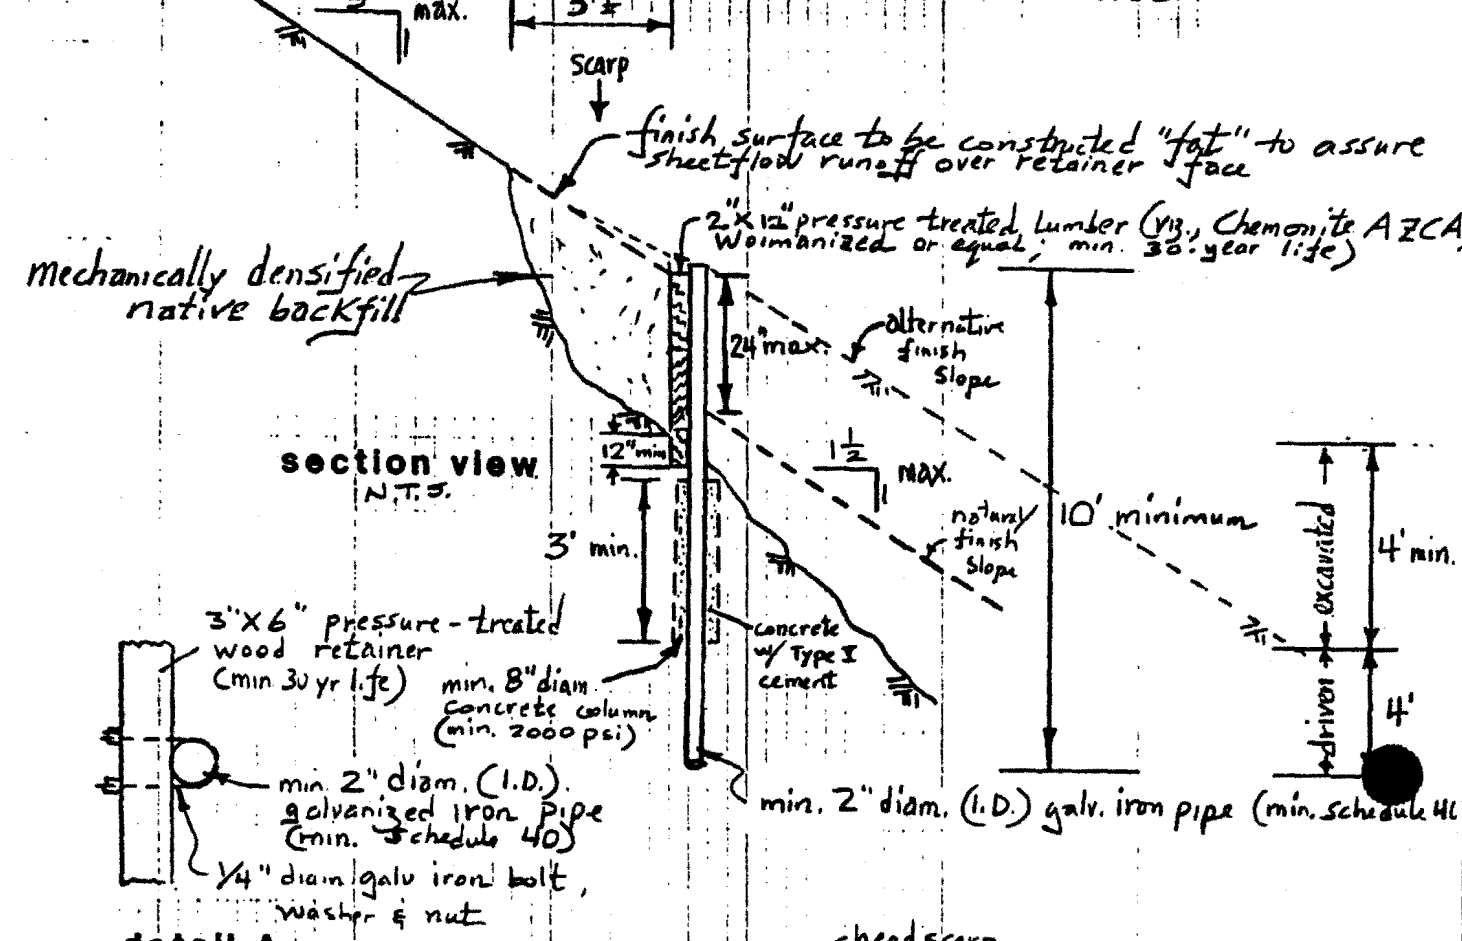 max.
Scarp
finish surface to be constructed "fat" to assure
sheetflow runoff over retainer face
2"X12" pressure treated lumber (viz., Chemonite AZCA,
Wolmanized or equal; min. 30-year life)
mechanically densified
native backfill
24" max.
alternative
finish
slope
12" min
section view
N.T.S.
1 1/2
1
max.
natural
finish
slope
10' minimum
excavated
4' min.
driven
4'
3' min.
3"X6" pressure-treated
wood retainer
(min 30 yr life)
min. 8" diam
concrete column
(min. 2000 psi)
concrete
w/ Type V
cement
min. 2" diam. (I.D.)
galvanized iron pipe
(min. Schedule 40)
min. 2" diam. (I.D.) galv. iron pipe (min. schedule
1/4" diam galv iron bolt,
washer & nut